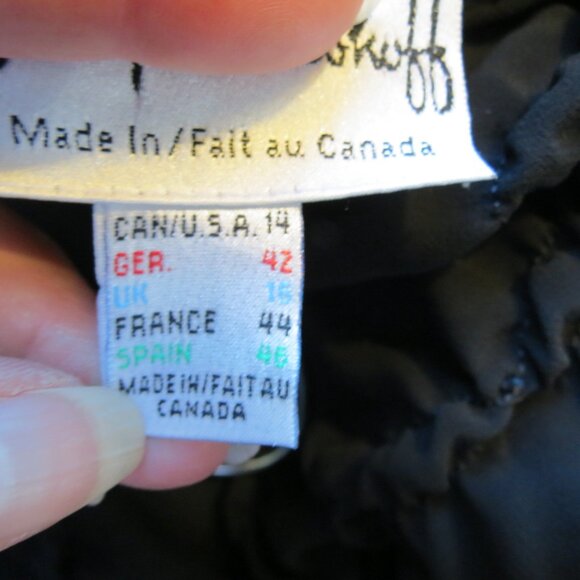 Made In/Fait au Canada
CAN/U.S.A. 14
GER. 42
UK 16
FRANCE 44
SPAIN 46
MADE IN/FAIT AU
CANADA